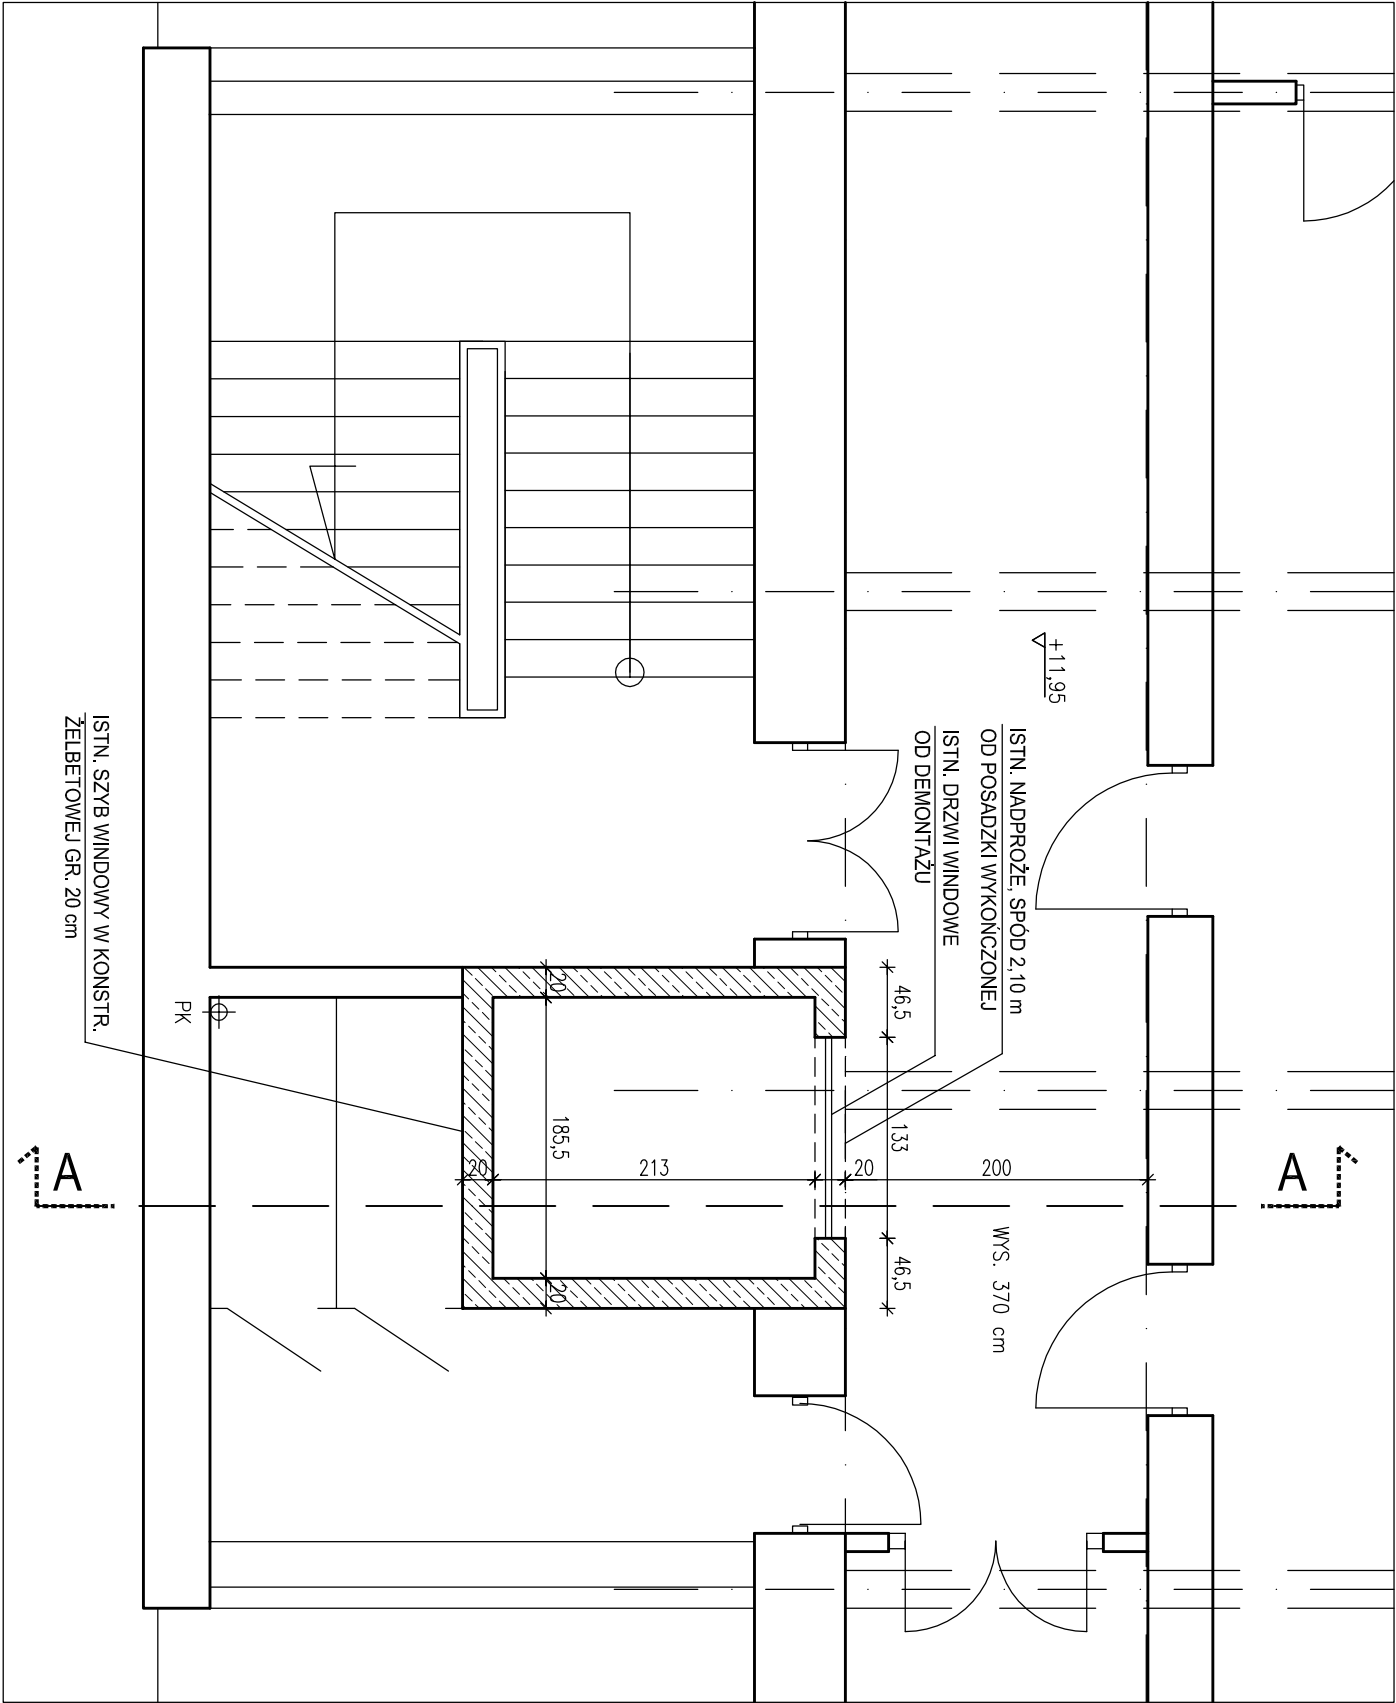 +11,95
ISTN. NADPROŻE, SPÓD 2,10 m
OD POSADZKI WYKOŃCZONEJ
ISTN. DRZWI WINDOWE
OD DEMONTAŻU
ISTN. SZYB WINDOWY W KONSTR.
ŻELBETOWEJ GR. 20 cm
PK
46,5
133
46,5
20
185,5
20
20
213
20
200
WYS. 370 cm
A
A